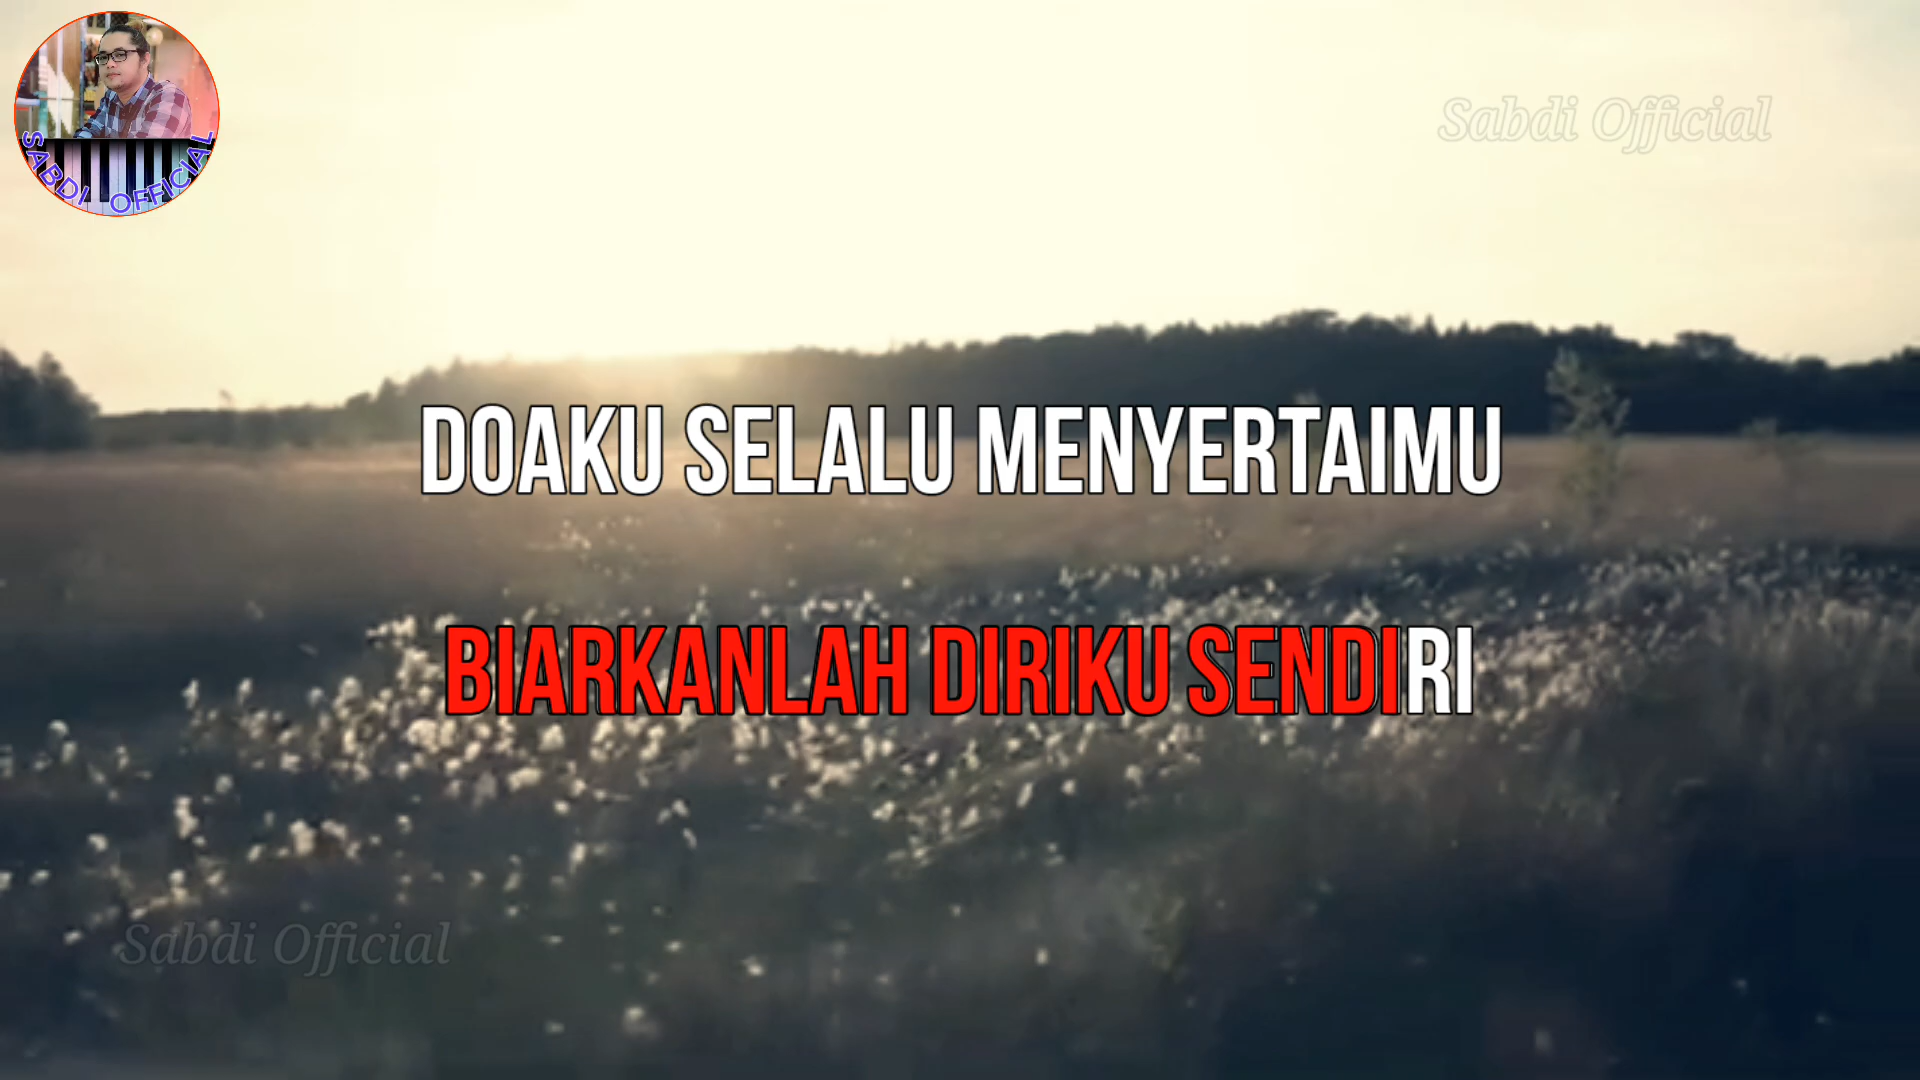 SABDI OFFICIAL
Sabdi Official
DOAKU SELALU MENYERTAIMU
BIARKANLAH DIRIKU SENDIRI
Sabdi Official